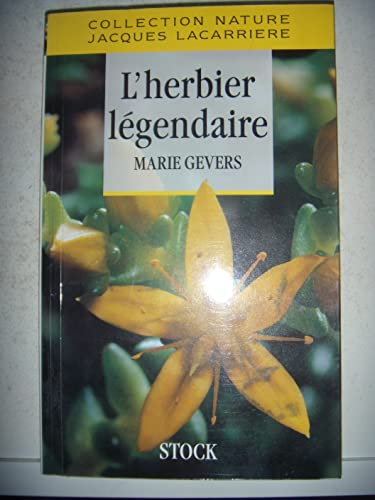 COLLECTION NATURE
JACQUES LACARRIERE
L'herbier
légendaire
MARIE GEVERS
STOCK